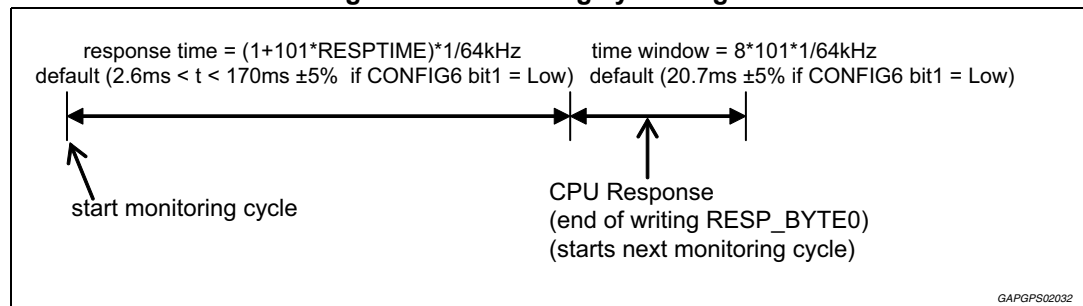 response time = (1+101*RESPTIME)*1/64kHz
default (2.6ms < t < 170ms ±5%  if CONFIG6 bit1 = Low)
time window = 8*101*1/64kHz
default (20.7ms ±5% if CONFIG6 bit1 = Low)
start monitoring cycle
CPU Response
(end of writing RESP_BYTE0)
(starts next monitoring cycle)
GAPGPS02032